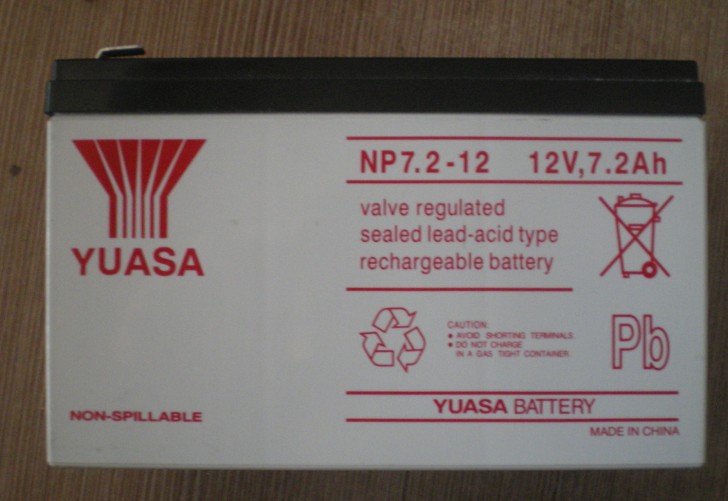 YUASA
NON-SPILLABLE
NP7.2-12 12V,7.2Ah
valve regulated
sealed lead-acid type
rechargeable battery
CAUTION:
• AVOID SHORTING TERMINALS
• DO NOT CHARGE
IN A GAS TIGHT CONTAINER.
Pb
YUASA BATTERY
MADE IN CHINA